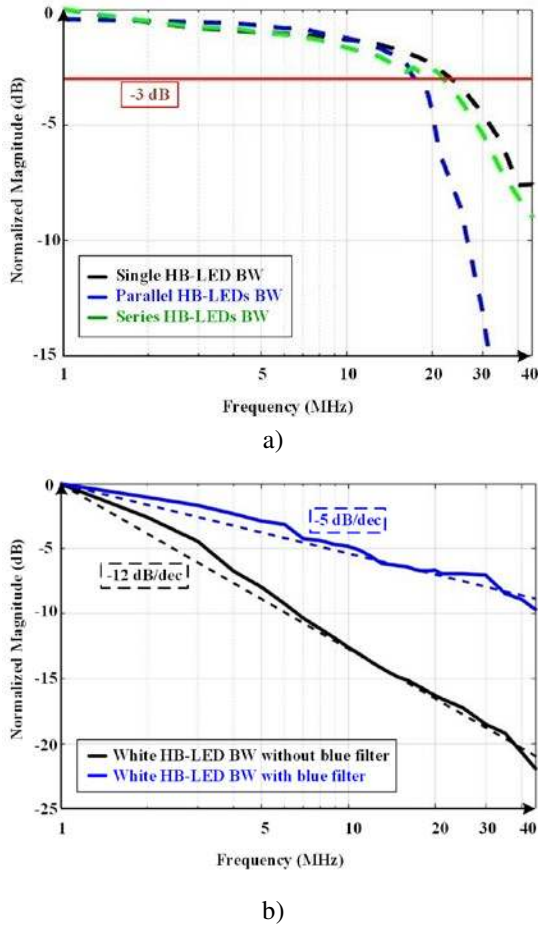 0
-5
-10
-15
Normalized Magnitude (dB)
-3 dB
Single HB-LED BW
Parallel HB-LEDs BW
Series HB-LEDs BW
1 5 10 20 30 40
Frequency (MHz)
a)
0
-5
-10
-15
-20
-25
Normalized Magnitude (dB)
-5 dB/dec
-12 dB/dec
White HB-LED BW without blue filter
White HB-LED BW with blue filter
1 5 10 20 30 40
Frequency (MHz)
b)